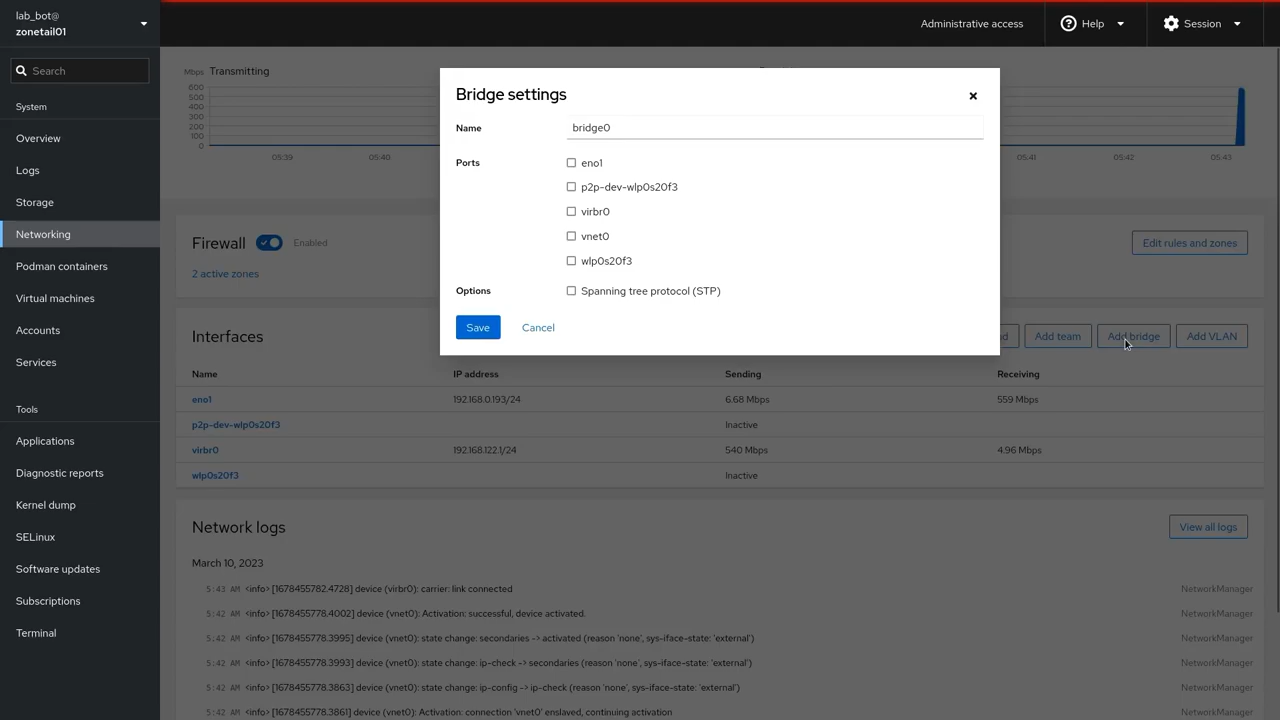 lab_bot@
zonetail01
Administrative access
Help
Session
Search
System
Overview
Logs
Storage
Networking
Podman containers
Virtual machines
Accounts
Services
Tools
Applications
Diagnostic reports
Kernel dump
SELinux
Software updates
Subscriptions
Terminal
Mbps Transmitting
600
500
400
300
200
100
0
05:39
05:40
05:41
05:42
05:43
Bridge settings
Name
bridge0
Ports
eno1
p2p-dev-wlp0s20f3
virbr0
vnet0
wlp0s20f3
Options
Spanning tree protocol (STP)
Save
Cancel
Firewall Enabled
Edit rules and zones
2 active zones
Interfaces
Add team
Add bridge
Add VLAN
Name IP address Sending Receiving
eno1 192.168.0.193/24 6.68 Mbps 559 Mbps
p2p-dev-wlp0s20f3 Inactive
virbr0 192.168.122.1/24 540 Mbps 4.96 Mbps
wlp0s20f3 Inactive
Network logs
View all logs
March 10, 2023
5:43 AM <info> [1678455782.4728] device (virbr0): carrier: link connected NetworkManager
5:42 AM <info> [1678455778.4002] device (vnet0): Activation: successful, device activated. NetworkManager
5:42 AM <info> [1678455778.3995] device (vnet0): state change: secondaries -> activated (reason 'none', sys-iface-state: 'external') NetworkManager
5:42 AM <info> [1678455778.3993] device (vnet0): state change: ip-check -> secondaries (reason 'none', sys-iface-state: 'external') NetworkManager
5:42 AM <info> [1678455778.3863] device (vnet0): state change: ip-config -> ip-check (reason 'none', sys-iface-state: 'external') NetworkManager
5:42 AM <info> [1678455778.3861] device (vnet0): Activation: connection 'vnet0' enslaved, continuing activation NetworkManager